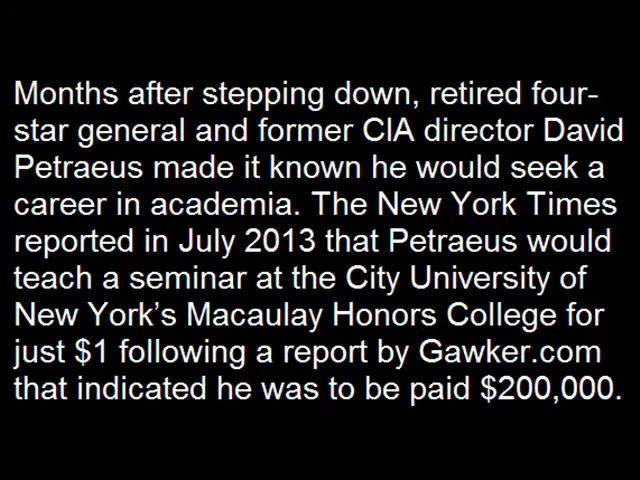 Months after stepping down, retired four-
star general and former CIA director David
Petraeus made it known he would seek a
career in academia. The New York Times
reported in July 2013 that Petraeus would
teach a seminar at the City University of
New York’s Macaulay Honors College for
just $1 following a report by Gawker.com
that indicated he was to be paid $200,000.